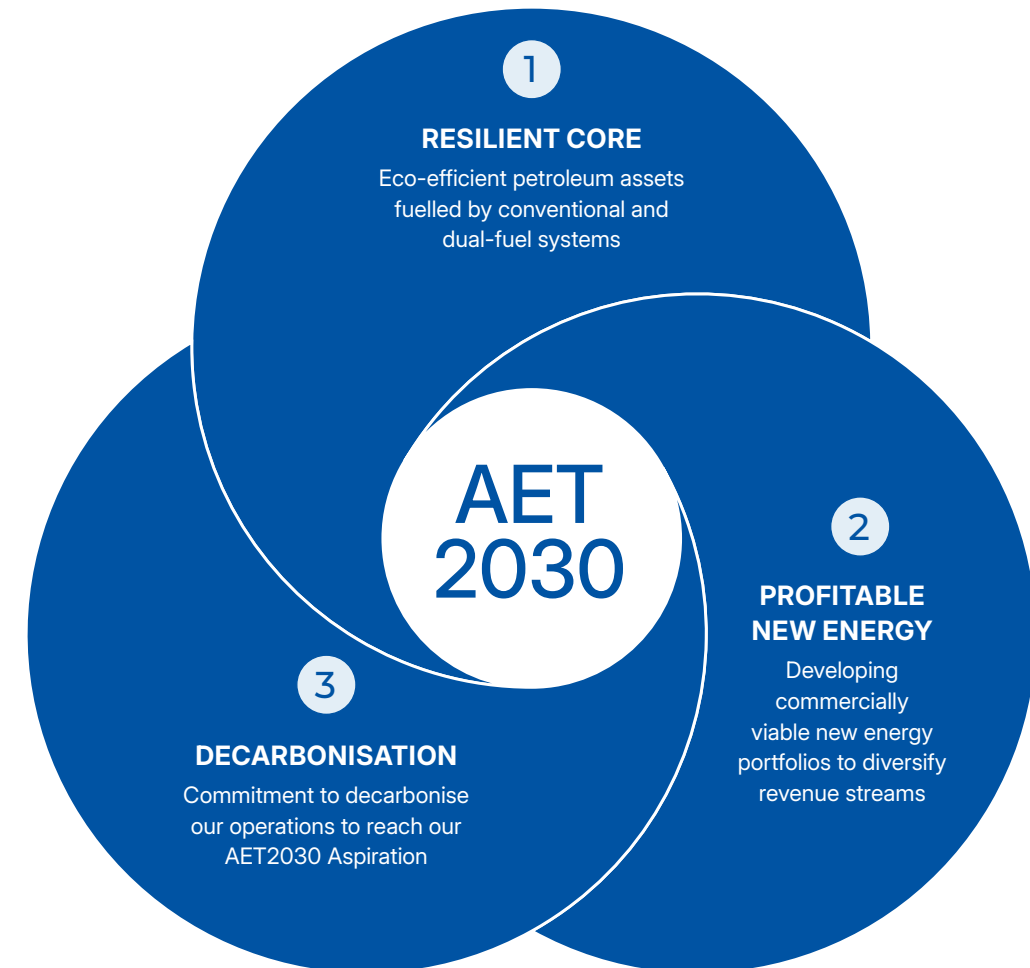 1
RESILIENT CORE
Eco-efficient petroleum assets
fuelled by conventional and
dual-fuel systems
AET
2030
2
PROFITABLE
NEW ENERGY
Developing
commercially
viable new energy
portfolios to diversify
revenue streams
3
DECARBONISATION
Commitment to decarbonise
our operations to reach our
AET2030 Aspiration